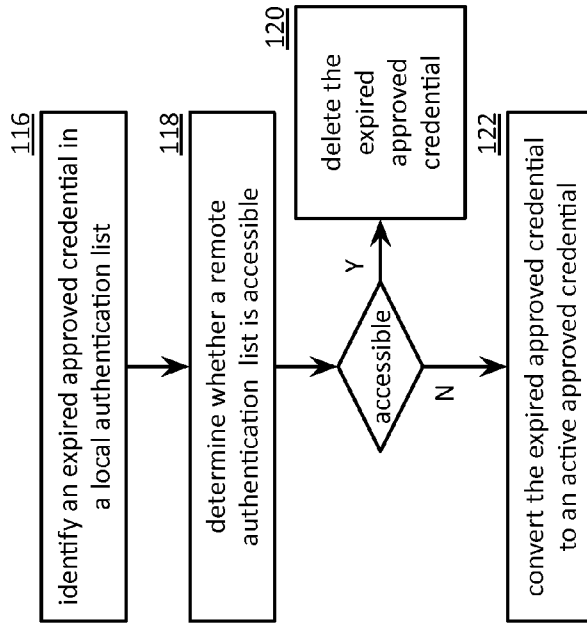 116
identify an expired approved credential in
a local authentication list
118
determine whether a remote
authentication list is accessible
accessible
Y
N
120
delete the
expired
approved
credential
122
convert the expired approved credential
to an active approved credential